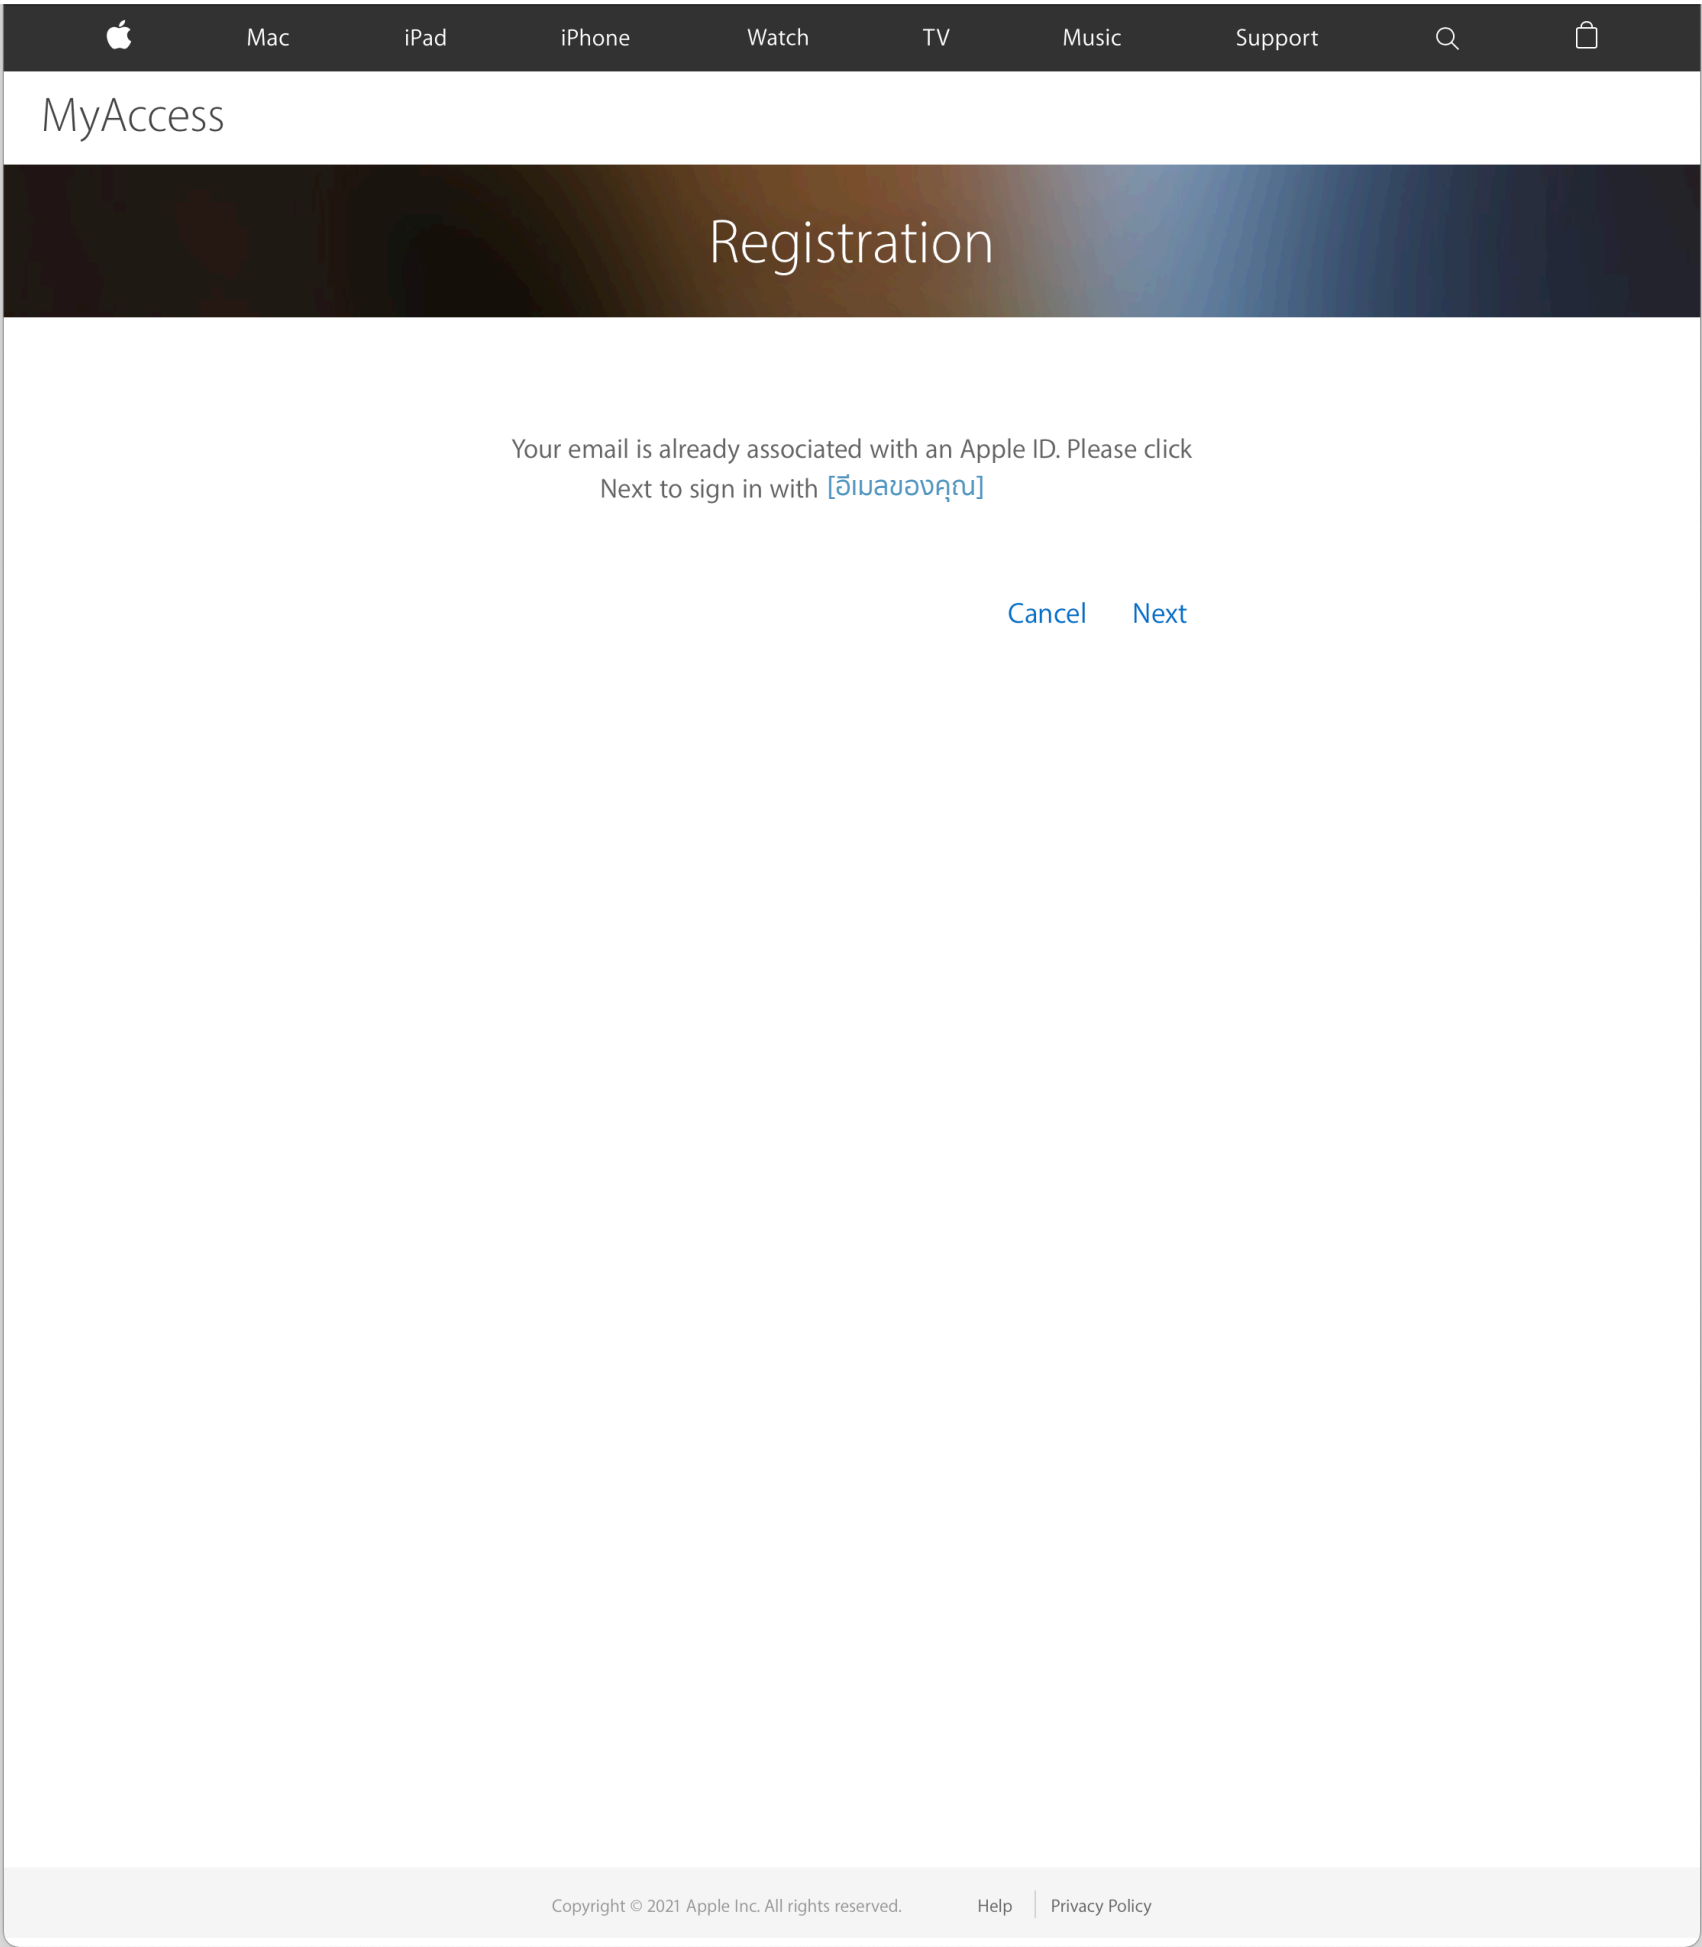 Mac iPad iPhone Watch TV Music Support
MyAccess
Registration
Your email is already associated with an Apple ID. Please click
Next to sign in with [อีเมลของคุณ]
Cancel Next
Copyright © 2021 Apple Inc. All rights reserved. Help Privacy Policy